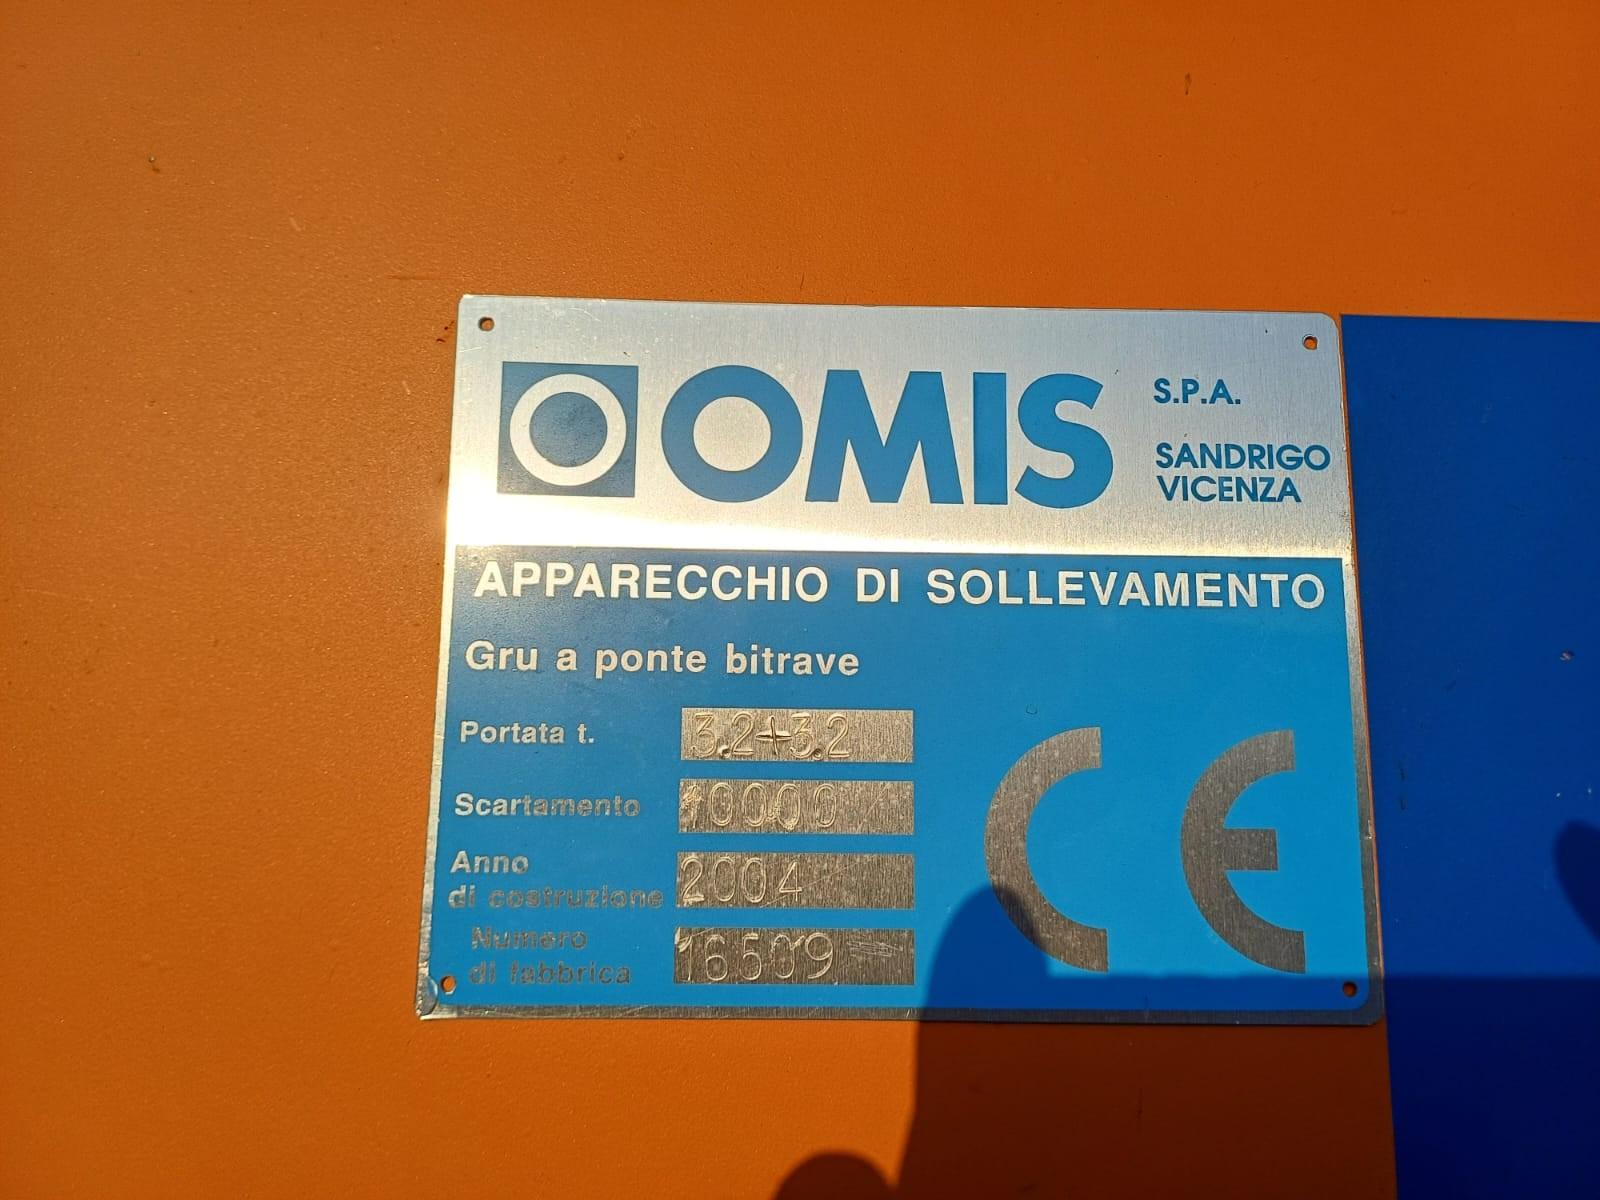 OMIS S.P.A.
SANDRIGO
VICENZA
APPARECCHIO DI SOLLEVAMENTO
Gru a ponte bitrave
Portata t. 3.2+3.2
Scartamento 10000
Anno
di costruzione 2004
Numero
di fabbrica 16509
CE